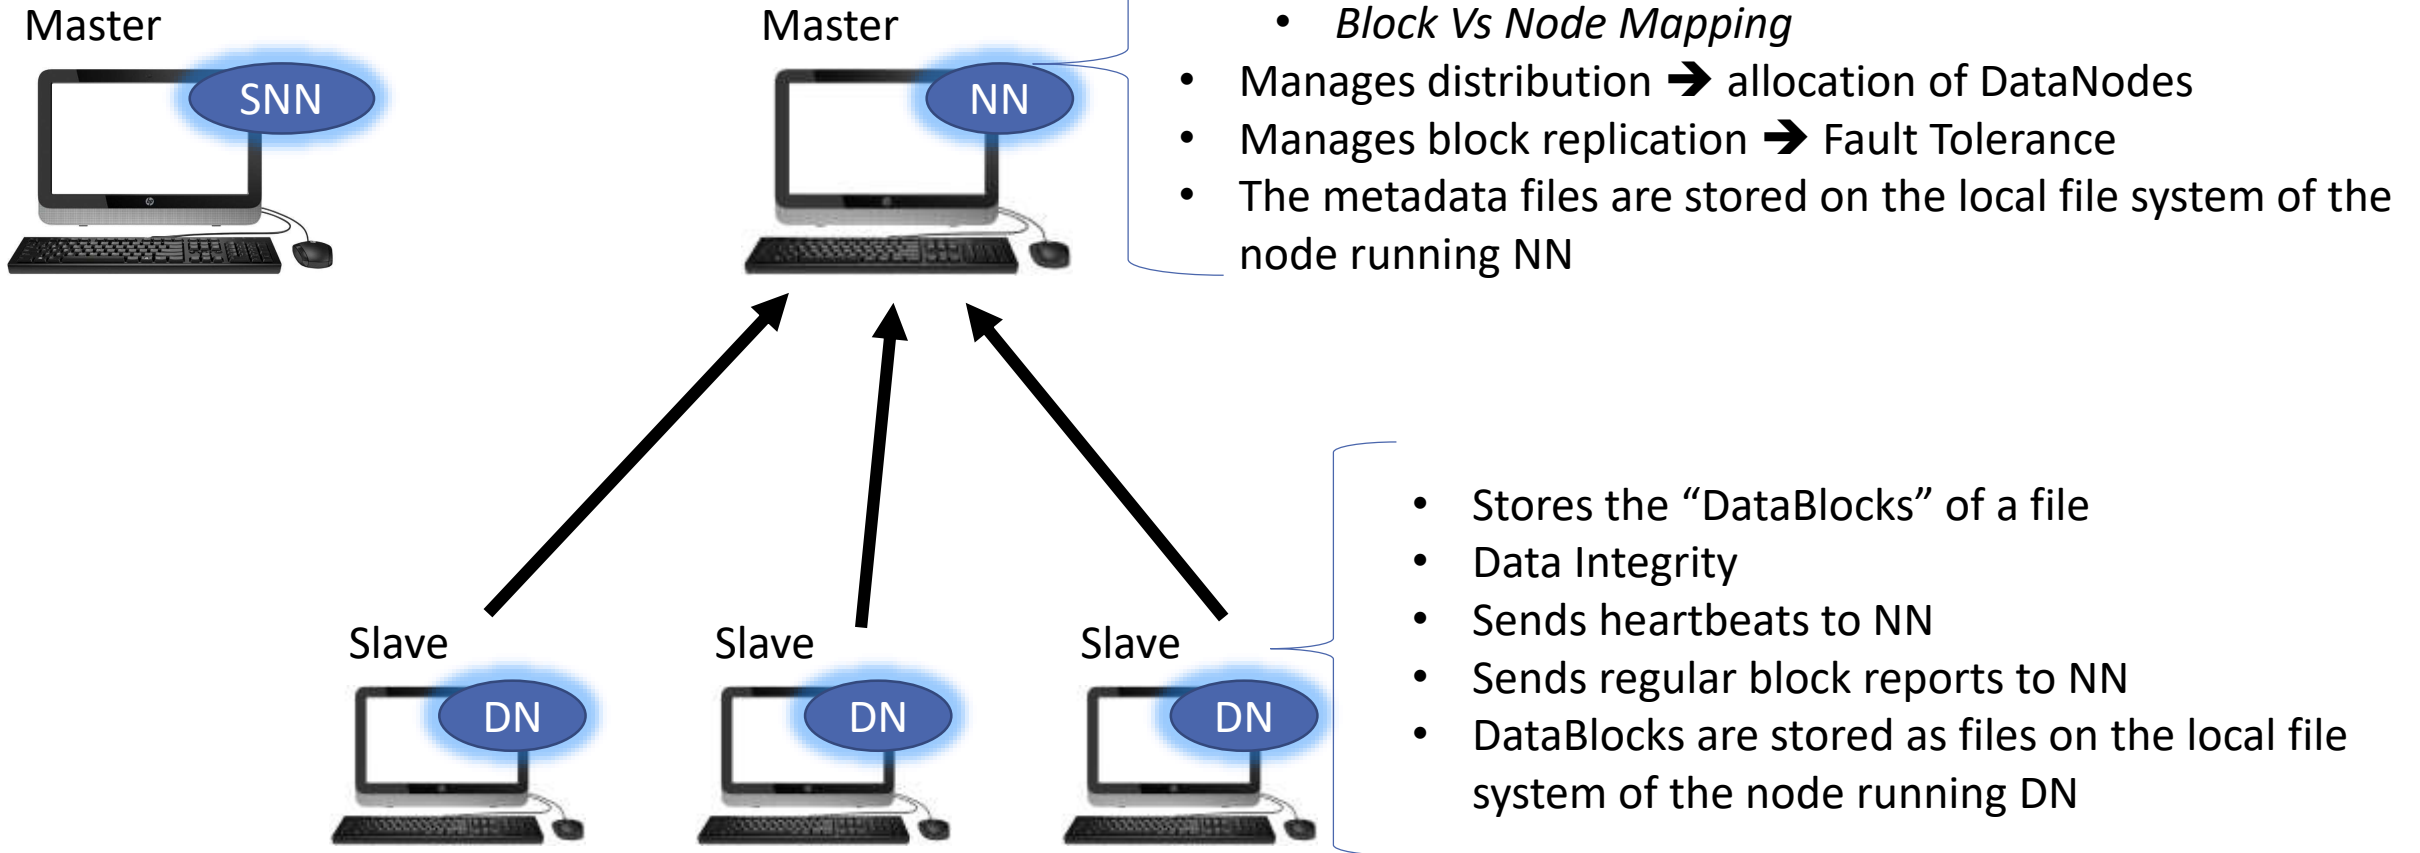 Master
SNN
Master
NN
• Block Vs Node Mapping
• Manages distribution 🡺 allocation of DataNodes
• Manages block replication 🡺 Fault Tolerance
• The metadata files are stored on the local file system of the
node running NN
Slave
DN
Slave
DN
Slave
DN
• Stores the “DataBlocks” of a file
• Data Integrity
• Sends heartbeats to NN
• Sends regular block reports to NN
• DataBlocks are stored as files on the local file
system of the node running DN